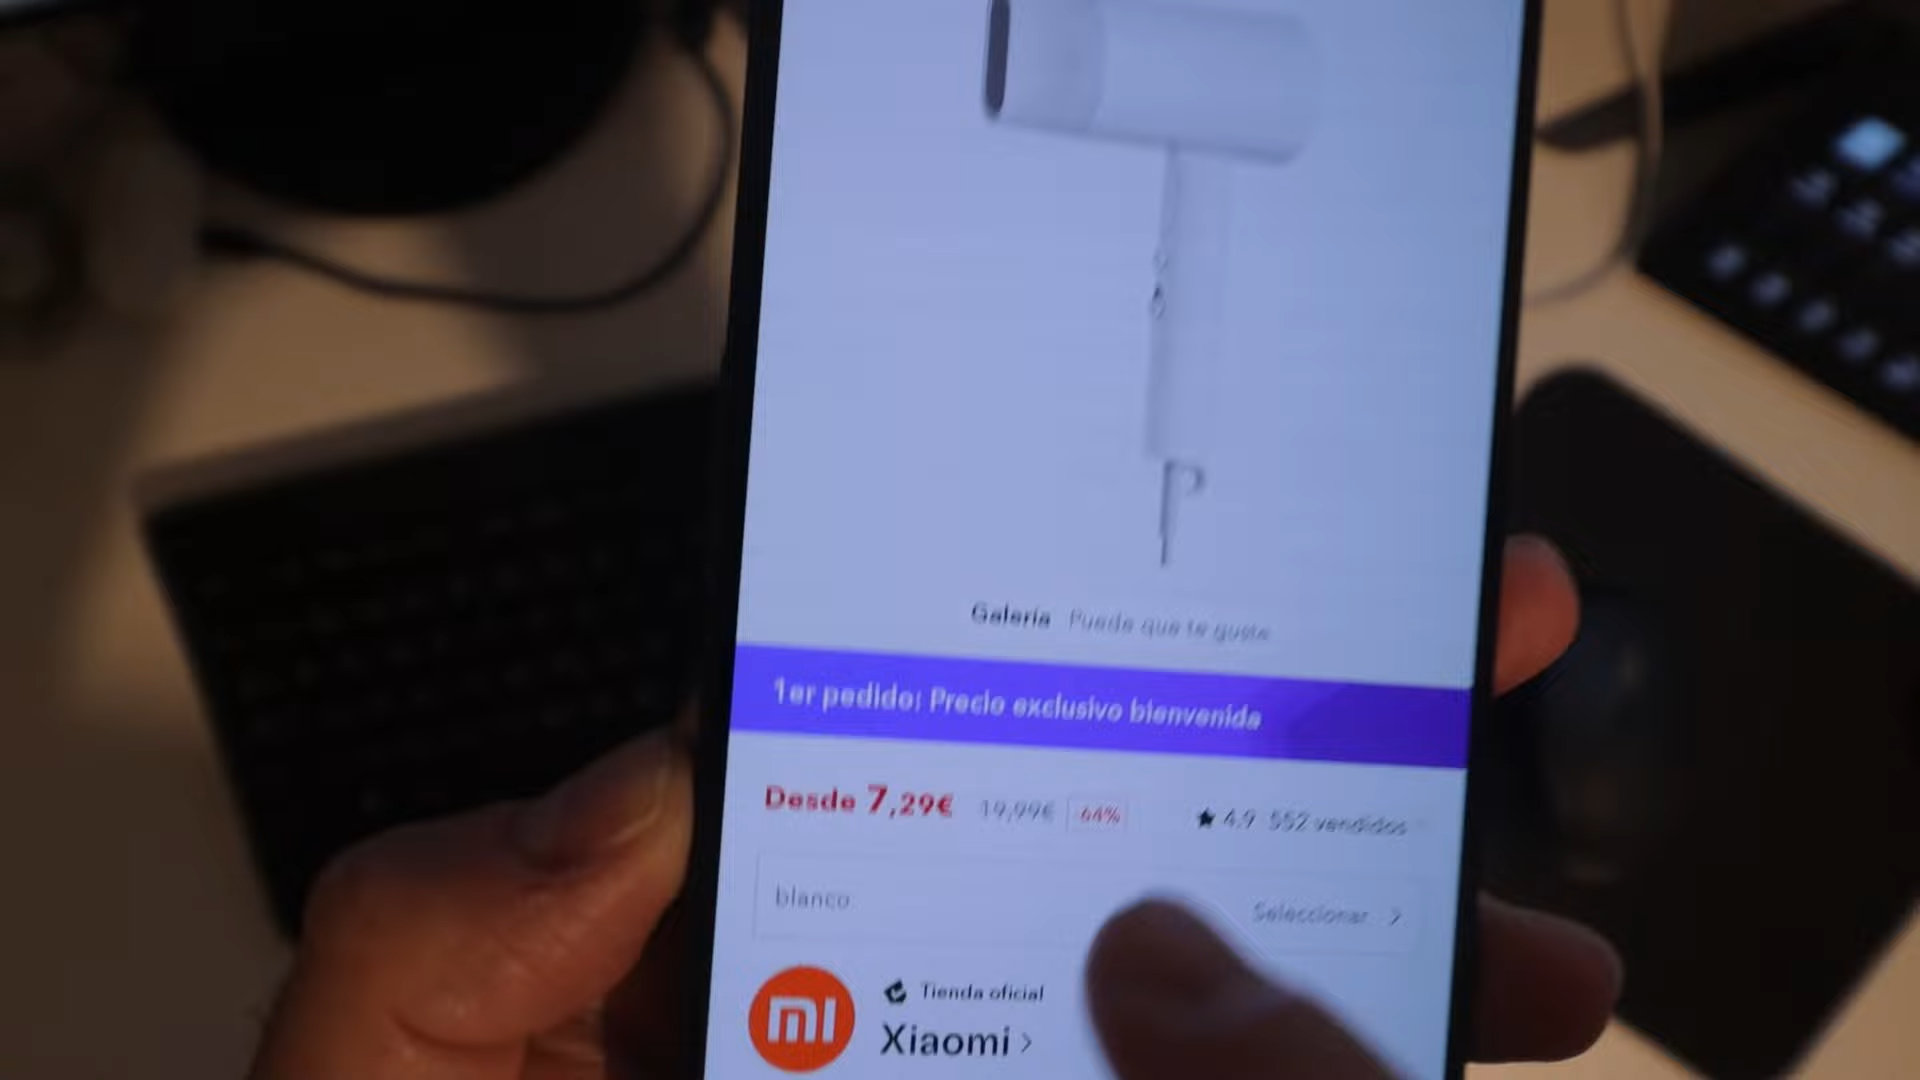 Galería Puede que te guste
1er pedido: Precio exclusivo bienvenida
Desde 7,29€ 19,99€ -64% ★ 4.9 552 vendidos
blanco Seleccionar >
mi
Tienda oficial
Xiaomi >